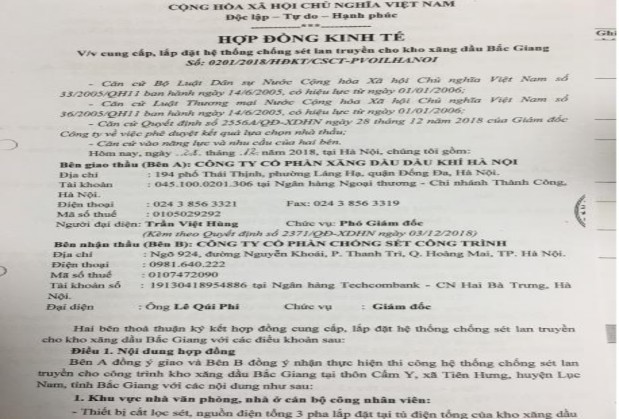 CỘNG HÒA XÃ HỘI CHỦ NGHĨA VIỆT NAM
Độc lập – Tự do – Hạnh phúc
***
Ghi
HỢP ĐỒNG KINH TẾ
V/v cung cấp, lắp đặt hệ thống chống sét lan truyền cho kho xăng dầu Bắc Giang
Số: 0201/2018/HĐKT/CSCT-PVOILHANOI
- Căn cứ Bộ Luật Dân sự Nước Cộng hòa Xã hội Chủ nghĩa Việt Nam số
33/2005/QH11 ban hành ngày 14/6/2005, có hiệu lực từ ngày 01/01/2006;
- Căn cứ Luật Thương mại Nước Cộng hòa Xã hội Chủ nghĩa Việt Nam số
36/2005/QH11 ban hành ngày 14/6/2005, có hiệu lực từ ngày 01/01/2006;
- Căn cứ Quyết định số 2556A/QĐ-XDHN ngày 28 tháng 12 năm 2018 của Giám đốc
Công ty về việc phê duyệt kết quả lựa chọn nhà thầu;
- Căn cứ vào năng lực và nhu cầu của hai bên.
Hôm nay, ngày tháng 12 năm 2018, tại Hà Nội, chúng tôi gồm:
Bên giao thầu (Bên A): CÔNG TY CỔ PHẦN XĂNG DẦU DẦU KHÍ HÀ NỘI
Địa chỉ : 194 phố Thái Thịnh, phường Láng Hạ, quận Đống Đa, Hà Nội.
Tài khoản : 045.100.0201.306 tại Ngân hàng Ngoại thương - Chi nhánh Thành Công,
Hà Nội.
Điện thoại : 024 3 856 3321 Fax: 024 3 856 3319
Mã số thuế : 0105029292
Người đại diện: Trần Việt Hùng Chức vụ: Phó Giám đốc
(Kèm theo Quyết định số 2371/QĐ-XDHN ngày 03/12/2018)
Bên nhận thầu (Bên B): CÔNG TY CỔ PHẦN CHỐNG SÉT CÔNG TRÌNH
Địa chỉ : Ngõ 924, đường Nguyễn Khoái, P. Thanh Trì, Q. Hoàng Mai, TP. Hà Nội.
Điện thoại : 0981.640.222
Mã số thuế : 0107472090
Tài khoản số : 19130418954886 tại Ngân hàng Techcombank - CN Hai Bà Trưng, Hà
Nội.
Đại diện : Ông Lê Qúi Phi Chức vụ : Giám đốc
Hai bên thoả thuận ký kết hợp đồng cung cấp, lắp đặt hệ thống chống sét lan truyền
cho kho xăng dầu Bắc Giang với các điều khoản sau:
Điều 1. Nội dung hợp đồng
Bên A đồng ý giao và Bên B đồng ý nhận thực hiện thi công hệ thống chống sét lan
truyền cho công trình kho xăng dầu Bắc Giang tại thôn Cẩm Y, xã Tiên Hưng, huyện Lục
Nam, tỉnh Bắc Giang với các nội dung như sau:
1. Khu vực nhà văn phòng, nhà ở cán bộ công nhân viên:
- Thiết bị cắt lọc sét, nguồn điện tổng 3 pha lắp đặt tại tủ điện tổng của kho xăng dầu